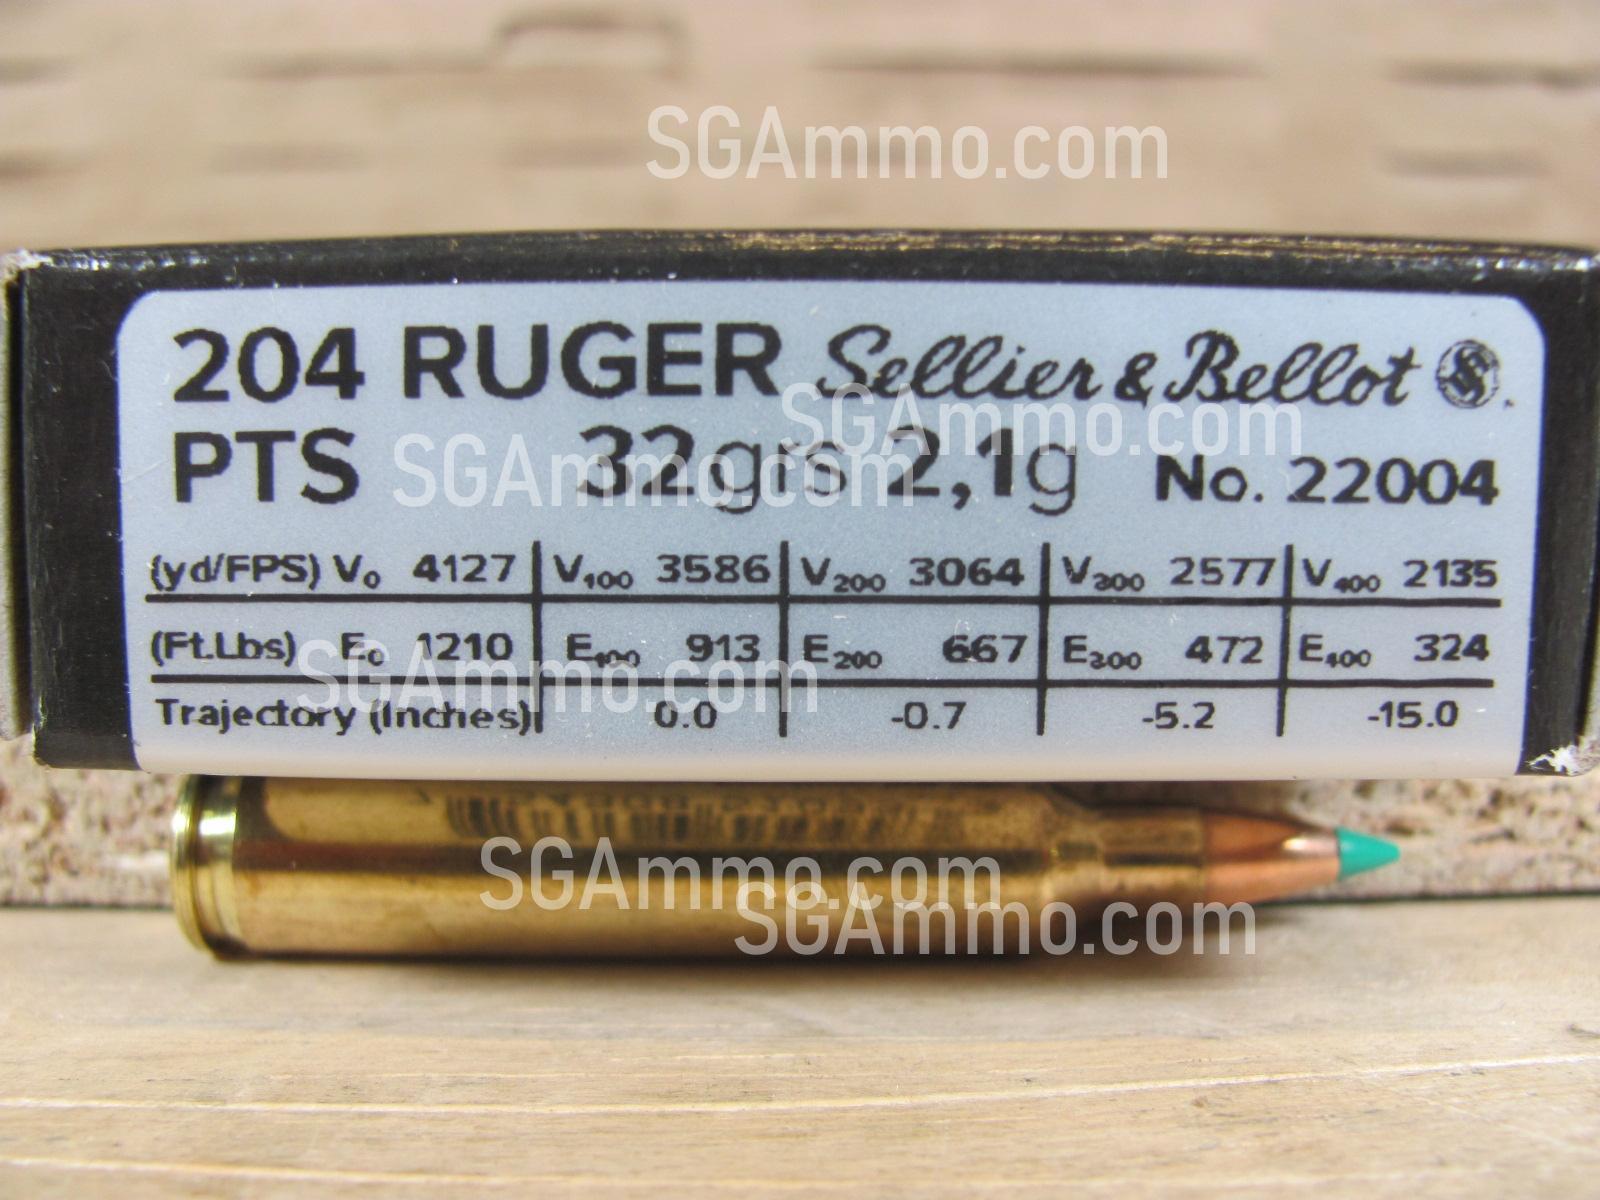 SGAmmo.com
204 RUGER Sellier & Bellot
SGAmmo.com
PTS 32grs 2,1g No. 22004
SGAmmo.com
(yd/FPS) V0 4127 V100 3586 V200 3064 V300 2577 V400 2135
(Ft.Lbs) E0 1210 E100 913 E200 667 E300 472 E400 324
SGAmmo.com
Trajectory (Inches) 0.0 -0.7 -5.2 -15.0
SGAmmo.com
SGAmmo.com